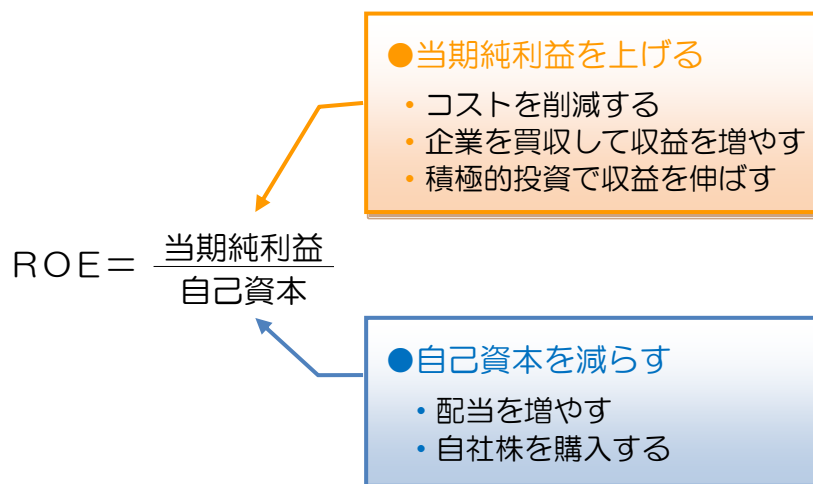 ●当期純利益を上げる
・コストを削減する
・企業を買収して収益を増やす
・積極的投資で収益を伸ばす
ROE＝ 当期純利益
自己資本
●自己資本を減らす
・配当を増やす
・自社株を購入する